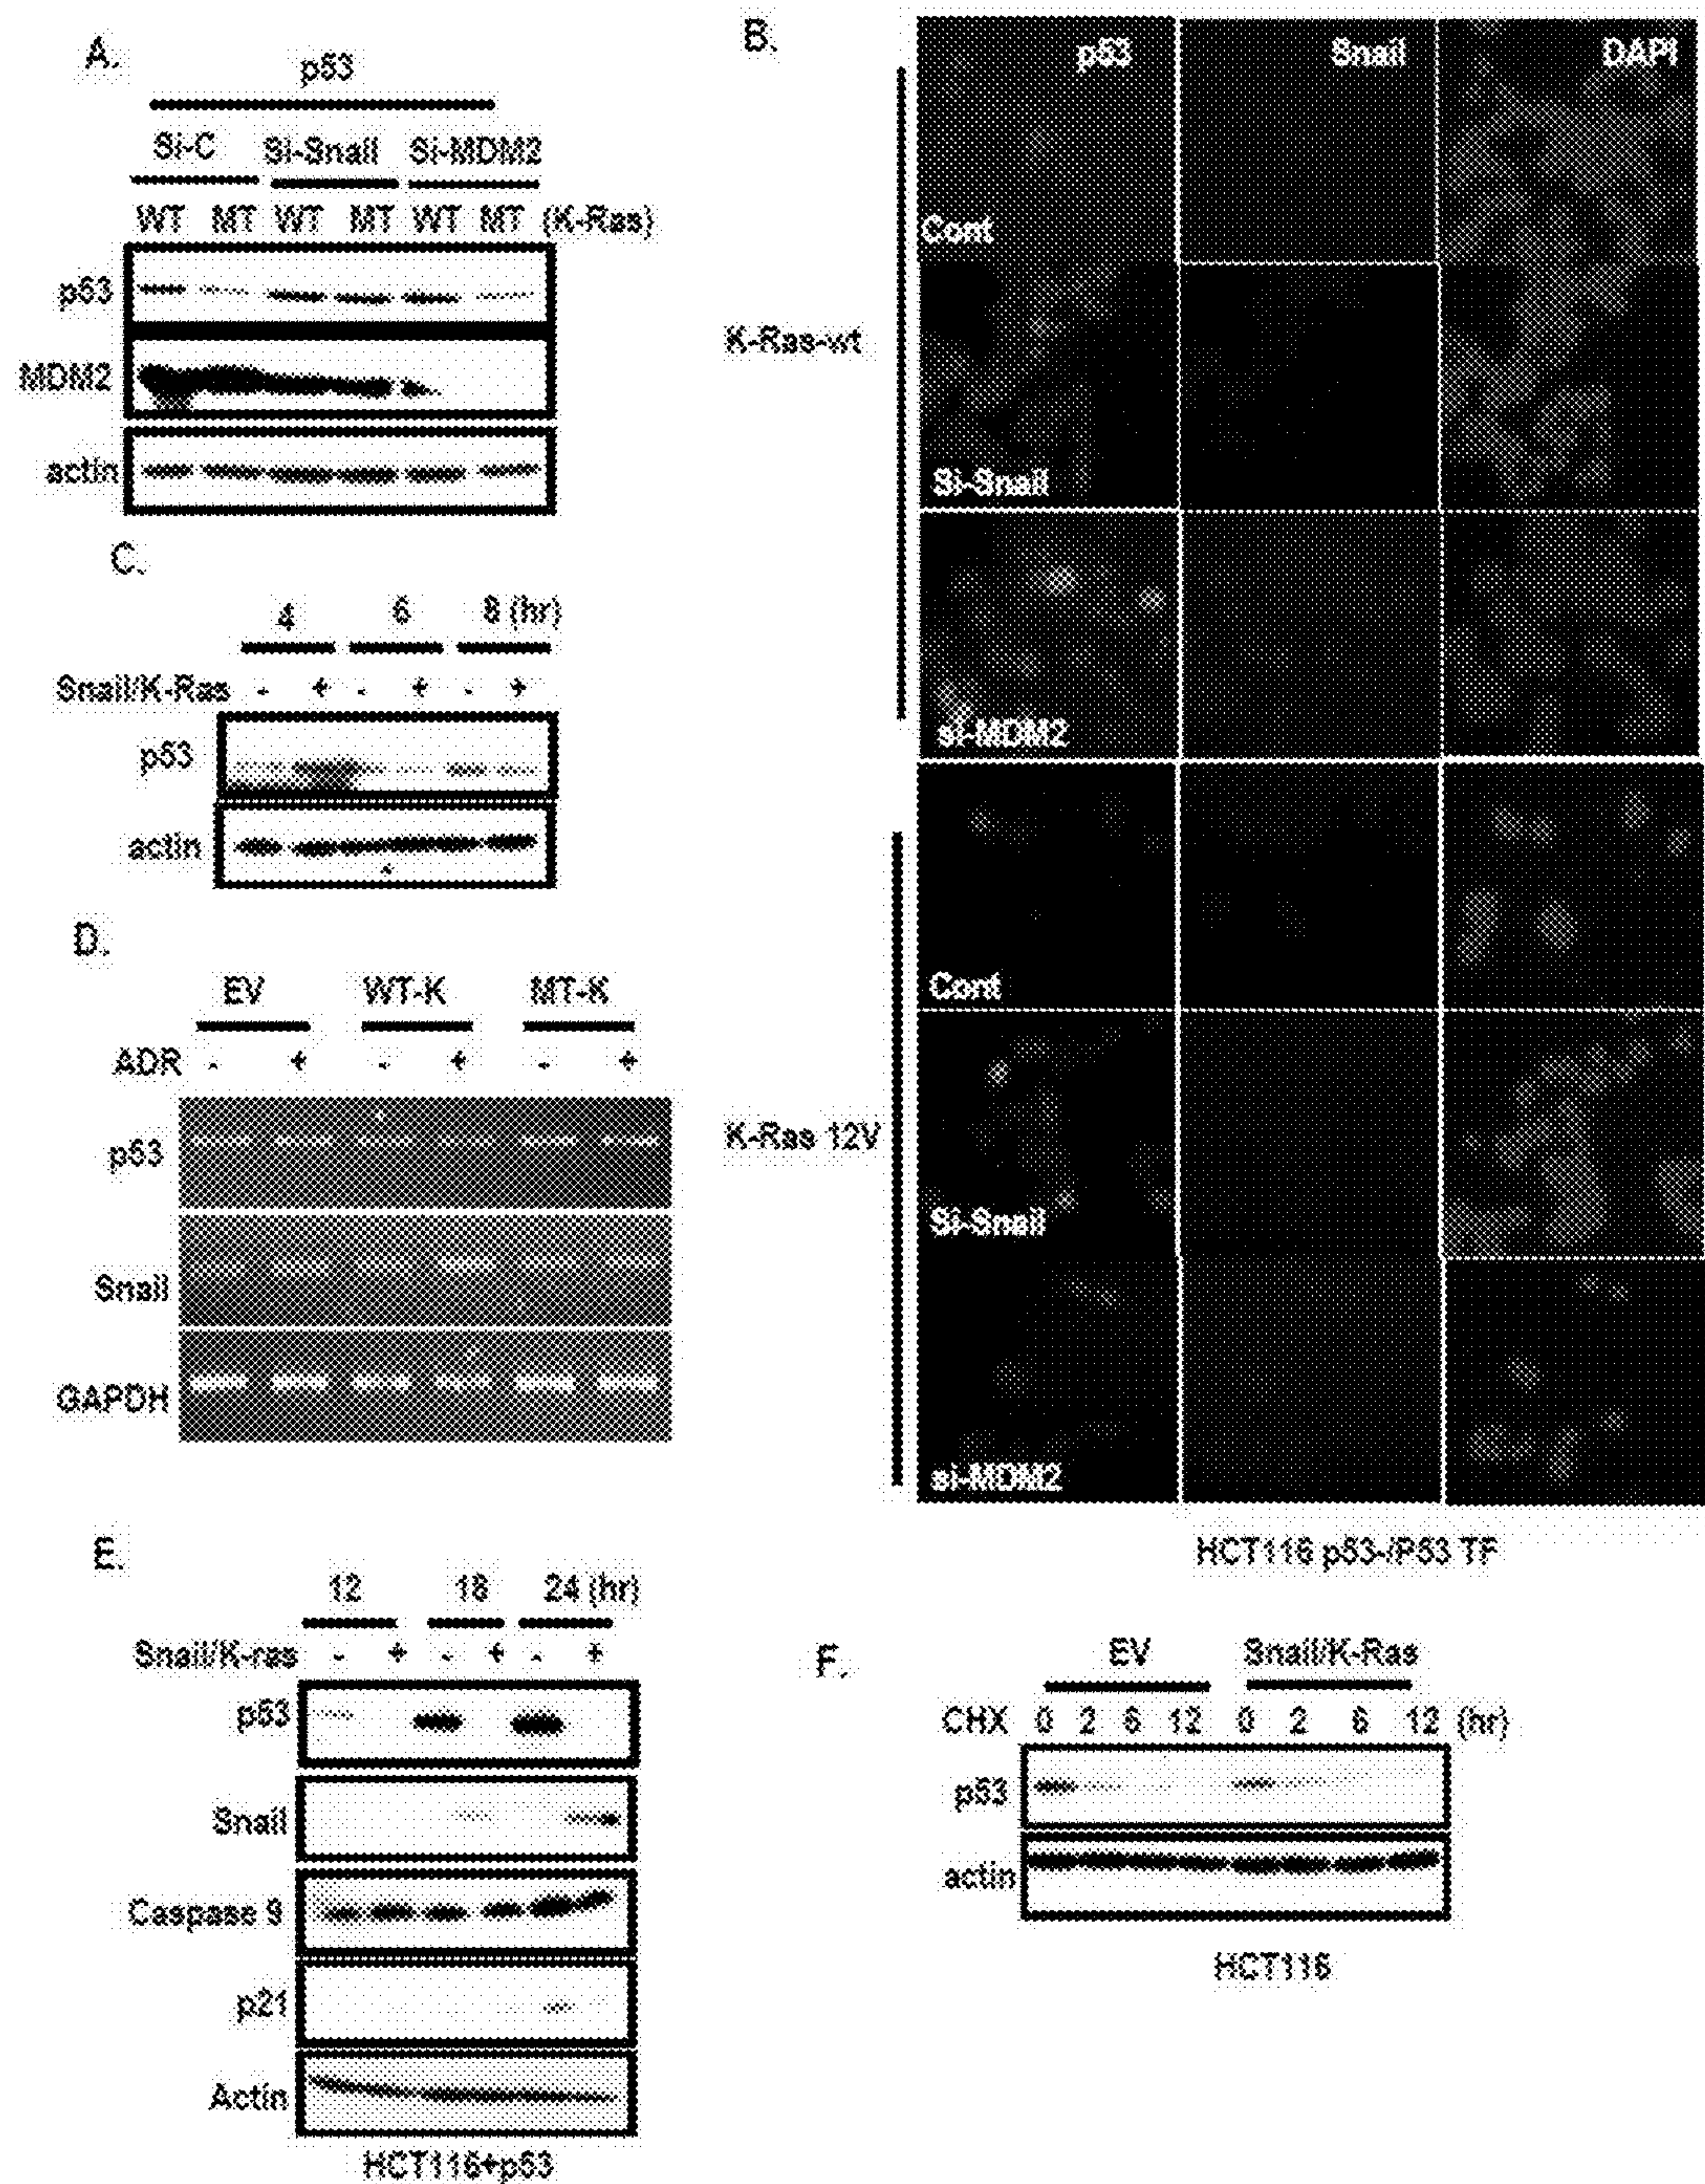 A.
p53
Si-C Si-Snail Si-MDM2
WT MT WT MT WT MT (K-Ras)
p53
MDM2
actin
B.
p53 Snail DAPI
K-Ras-wt
Cont
Si-Snail
si-MDM2
K-Ras 12V
Cont
Si-Snail
si-MDM2
HCT116 p53-/P53 TF
C.
4 6 8 (hr)
Snail/K-Ras - + - + - +
p53
actin
D.
EV WT-K MT-K
ADR - + - + - +
p53
Snail
GAPDH
E.
12 18 24 (hr)
Snail/K-ras - + - + - +
p53
Snail
Caspase 9
p21
Actin
HCT116+p53
F.
EV Snail/K-Ras
CHX 0 2 6 12 0 2 6 12 (hr)
p53
actin
HCT116